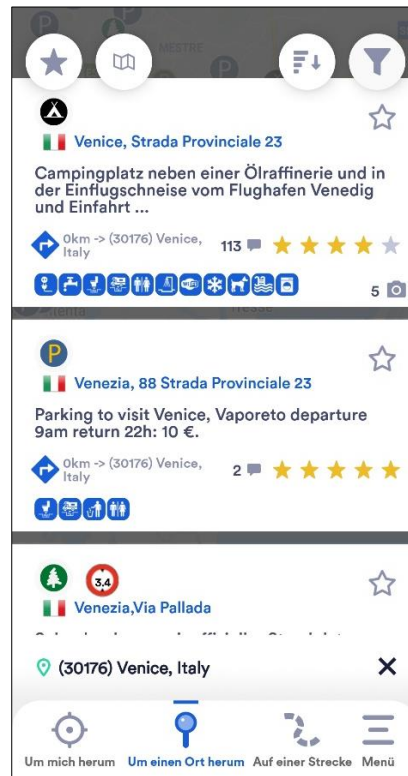 MESTRE
Venice, Strada Provinciale 23
Campingplatz neben einer Ölraffinerie und in
der Einflugschneise vom Flughafen Venedig
und Einfahrt ...
0km -> (30176) Venice,
Italy
113
5
P
Venezia, 88 Strada Provinciale 23
Parking to visit Venice, Vaporeto departure
9am return 22h: 10 €.
0km -> (30176) Venice,
Italy
2
3.4
Venezia,Via Pallada
(30176) Venice, Italy
Um mich herum Um einen Ort herum Auf einer Strecke Menü